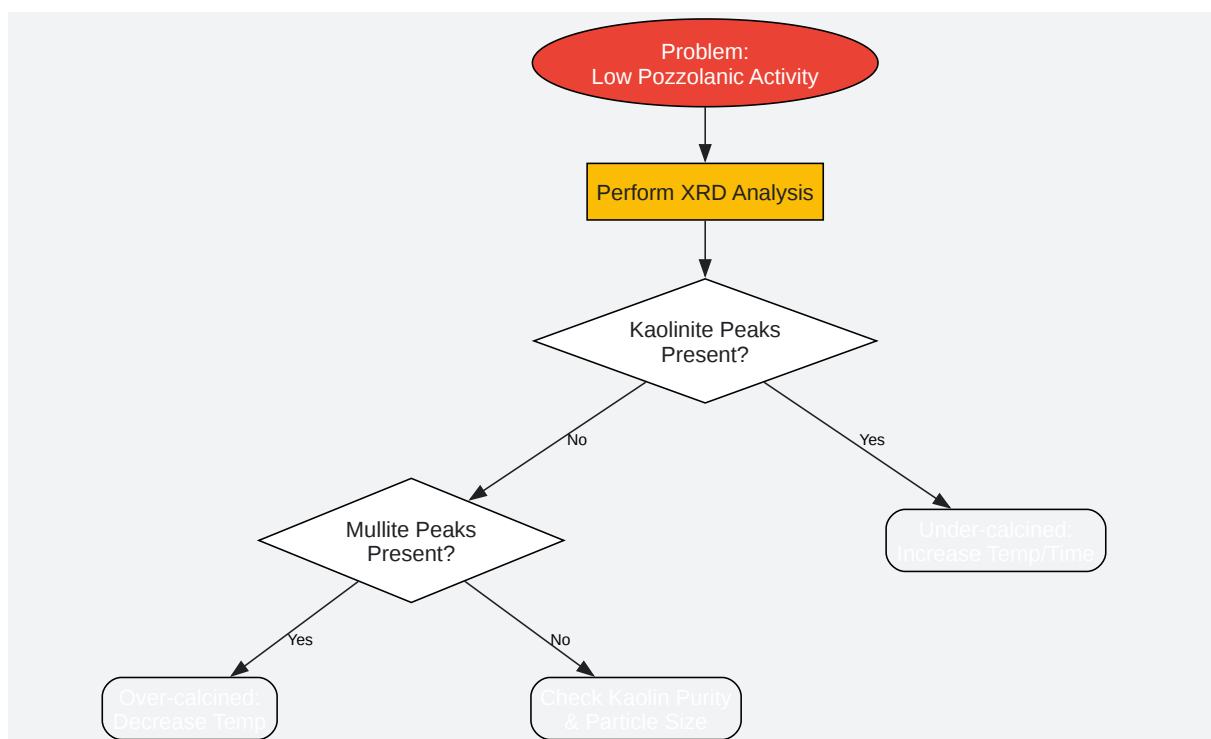 Problem:
Low Pozzolanic Activity
Perform XRD Analysis
Kaolinite Peaks
Present?
No
Yes
Mullite Peaks
Present?
Under-calcined:
Increase Temp/Time
Yes
No
Over-calcined:
Decrease Temp
Check Kaolin Purity
& Particle Size